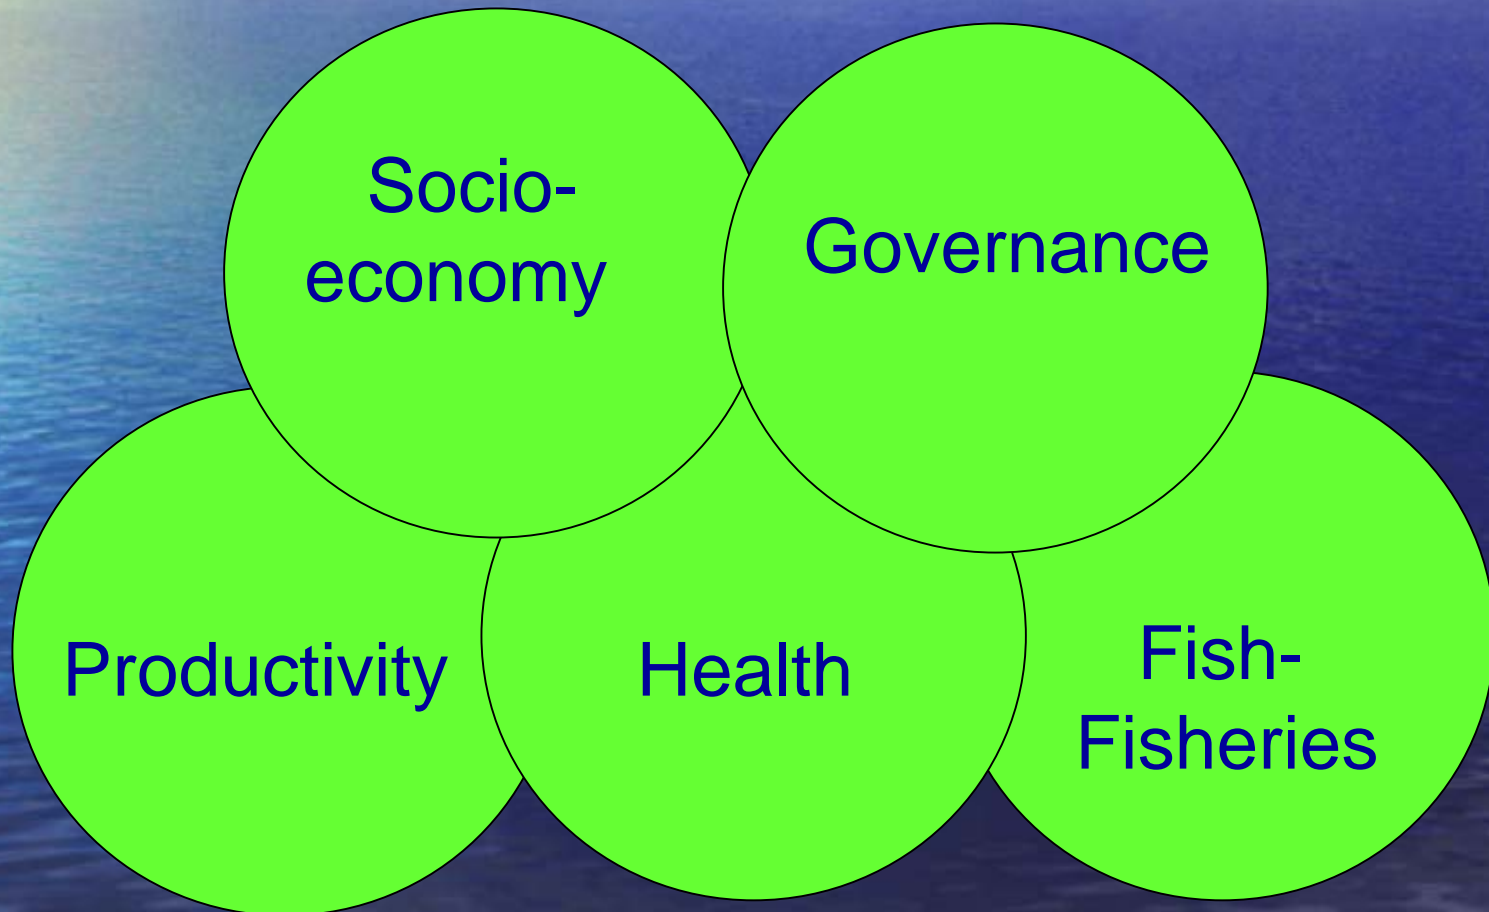 Socio-
economy
Governance
Productivity
Health
Fish-
Fisheries